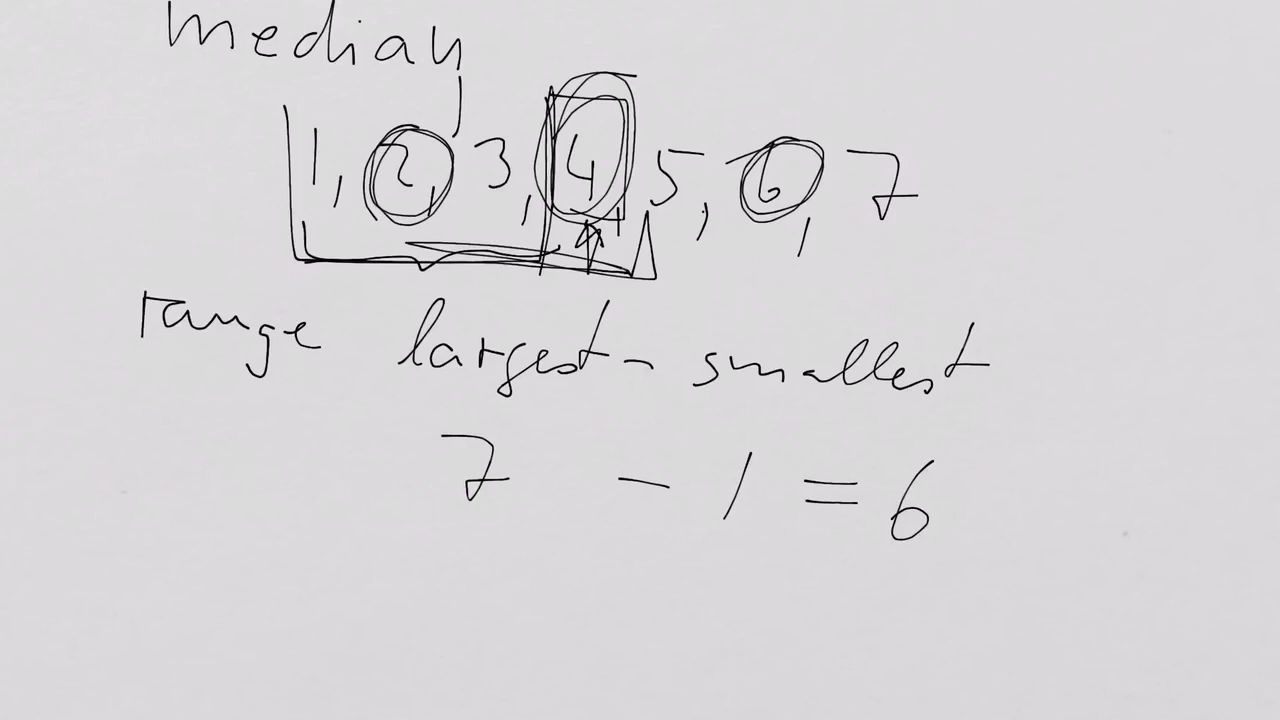 median
1, 2, 3, 4, 5, 6, 7
range largest - smallest
7 - 1 = 6